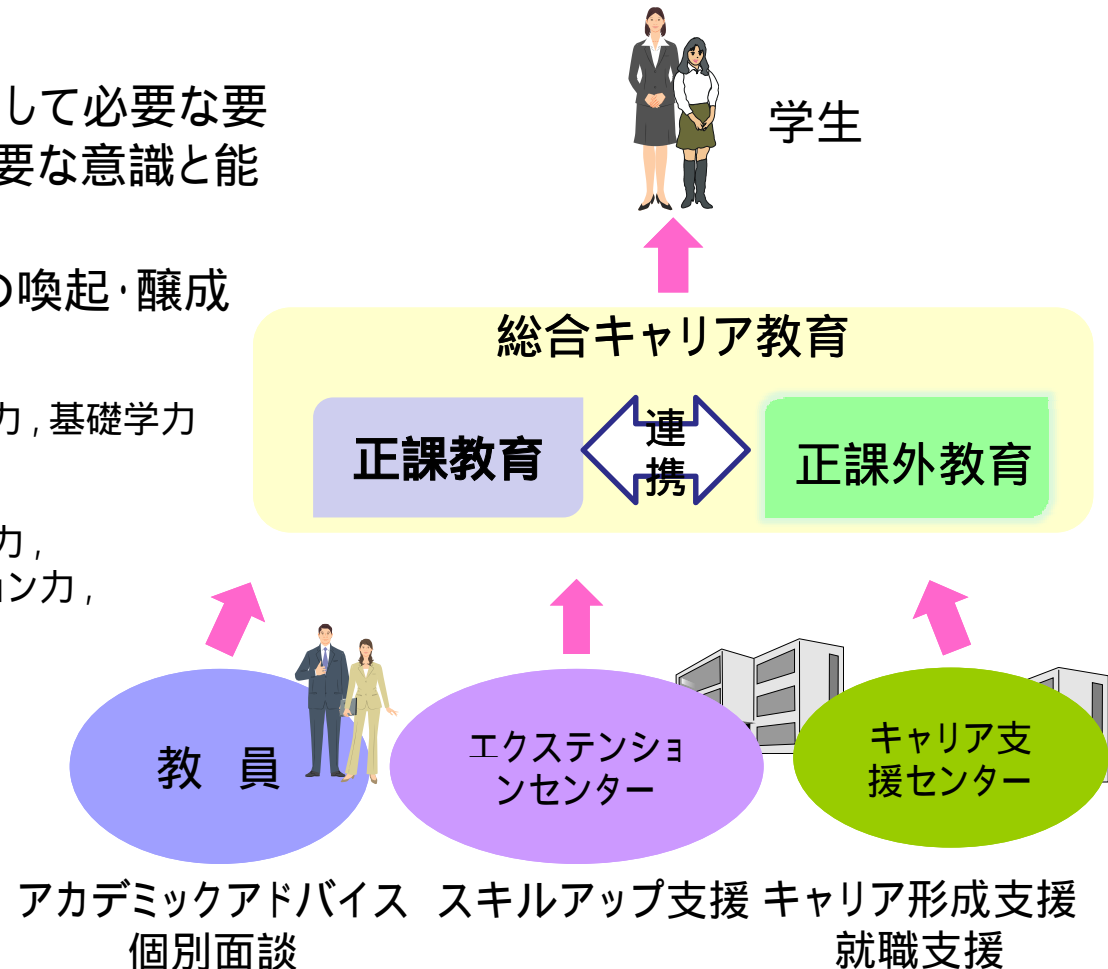 して必要な要
要な意識と能
の喚起・醸成
力，基礎学力
力，
ョン力，
学生
総合キャリア教育
正課教育
連
携
正課外教育
教　員
エクステンショ
ンセンター
キャリア支
援センター
アカデミックアドバイス
個別面談
スキルアップ支援
キャリア形成支援
就職支援